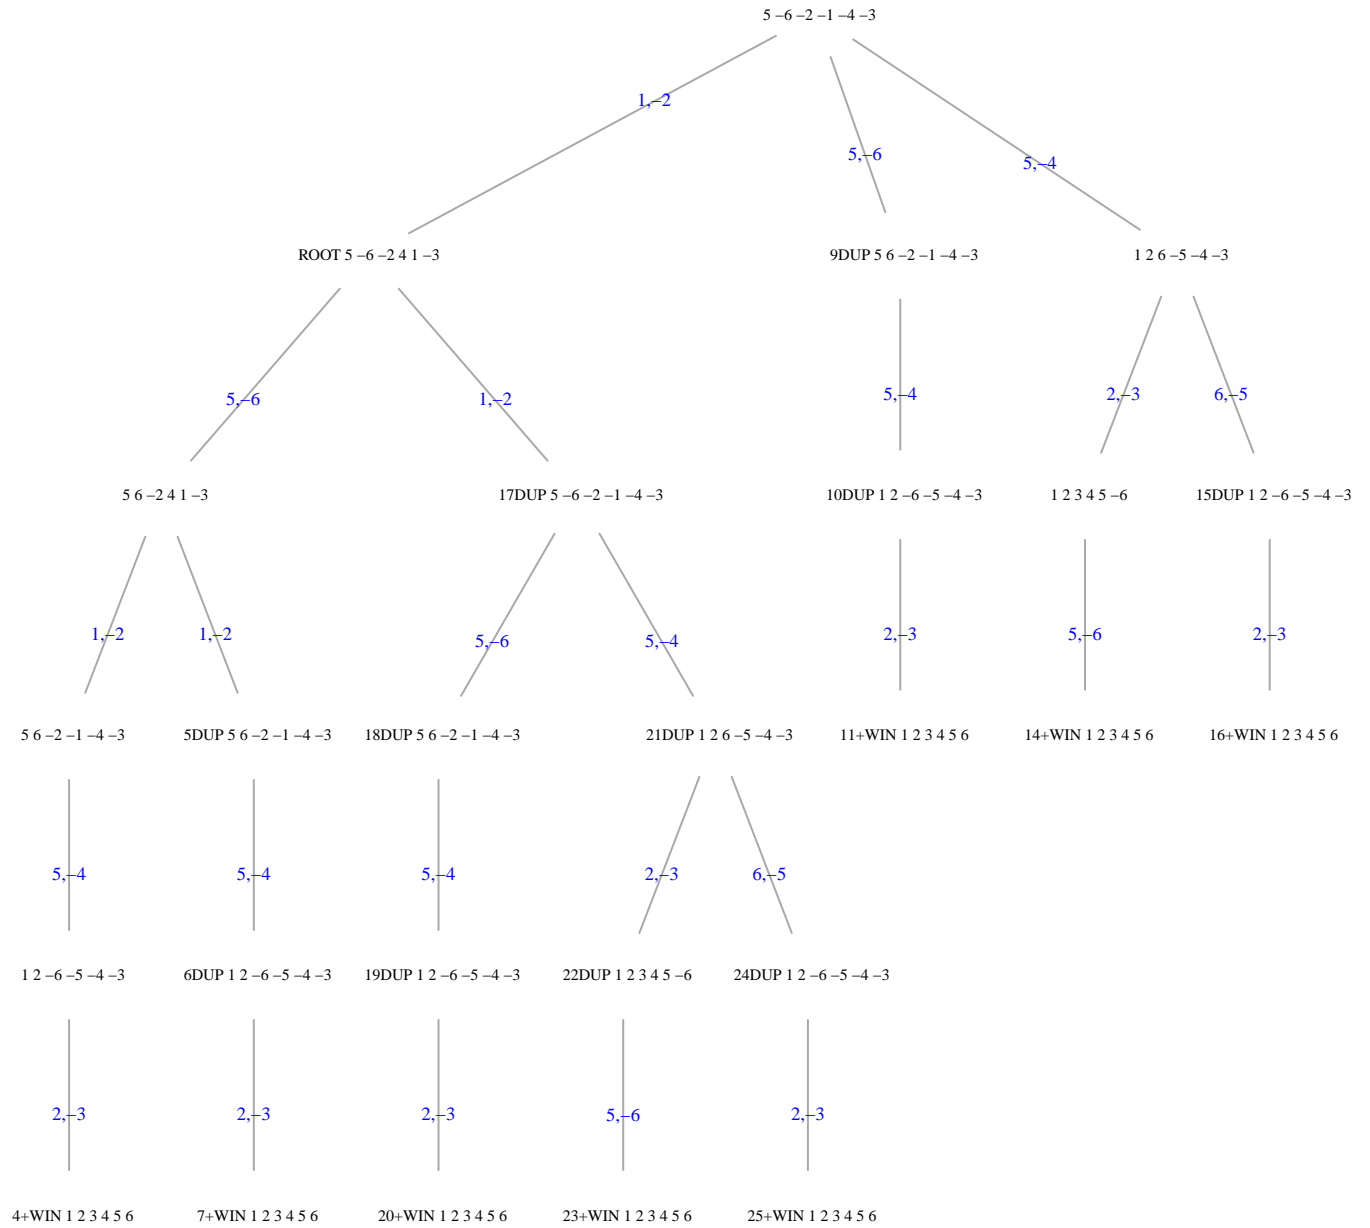 5 –6 –2 –1 –4 –3
1,–2
5,–6
5,–4
ROOT 5 –6 –2 4 1 –3
9DUP 5 6 –2 –1 –4 –3
1 2 6 –5 –4 –3
5,–6
1,–2
5,–4
2,–3
6,–5
5 6 –2 4 1 –3
17DUP 5 –6 –2 –1 –4 –3
10DUP 1 2 –6 –5 –4 –3
1 2 3 4 5 –6
15DUP 1 2 –6 –5 –4 –3
1,–2
1,–2
5,–6
5,–4
2,–3
5,–6
2,–3
5 6 –2 –1 –4 –3
5DUP 5 6 –2 –1 –4 –3
18DUP 5 6 –2 –1 –4 –3
21DUP 1 2 6 –5 –4 –3
11+WIN 1 2 3 4 5 6
14+WIN 1 2 3 4 5 6
16+WIN 1 2 3 4 5 6
5,–4
5,–4
5,–4
2,–3
6,–5
1 2 –6 –5 –4 –3
6DUP 1 2 –6 –5 –4 –3
19DUP 1 2 –6 –5 –4 –3
22DUP 1 2 3 4 5 –6
24DUP 1 2 –6 –5 –4 –3
2,–3
2,–3
2,–3
5,–6
2,–3
4+WIN 1 2 3 4 5 6
7+WIN 1 2 3 4 5 6
20+WIN 1 2 3 4 5 6
23+WIN 1 2 3 4 5 6
25+WIN 1 2 3 4 5 6